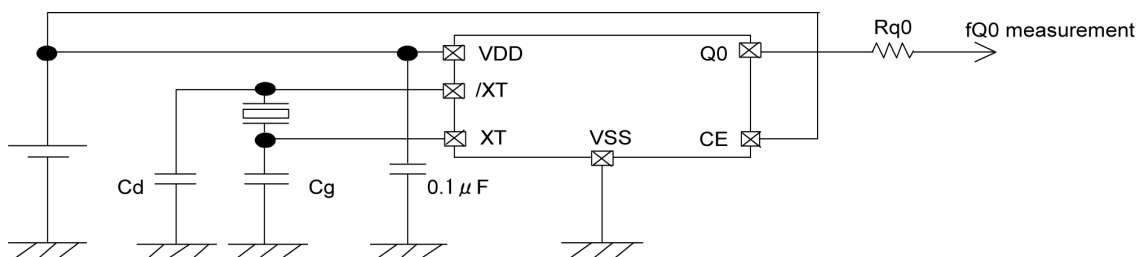 Rq0
fQ0 measurement
VDD
Q0
/XT
XT
VSS
CE
Cd
Cg
0.1μF